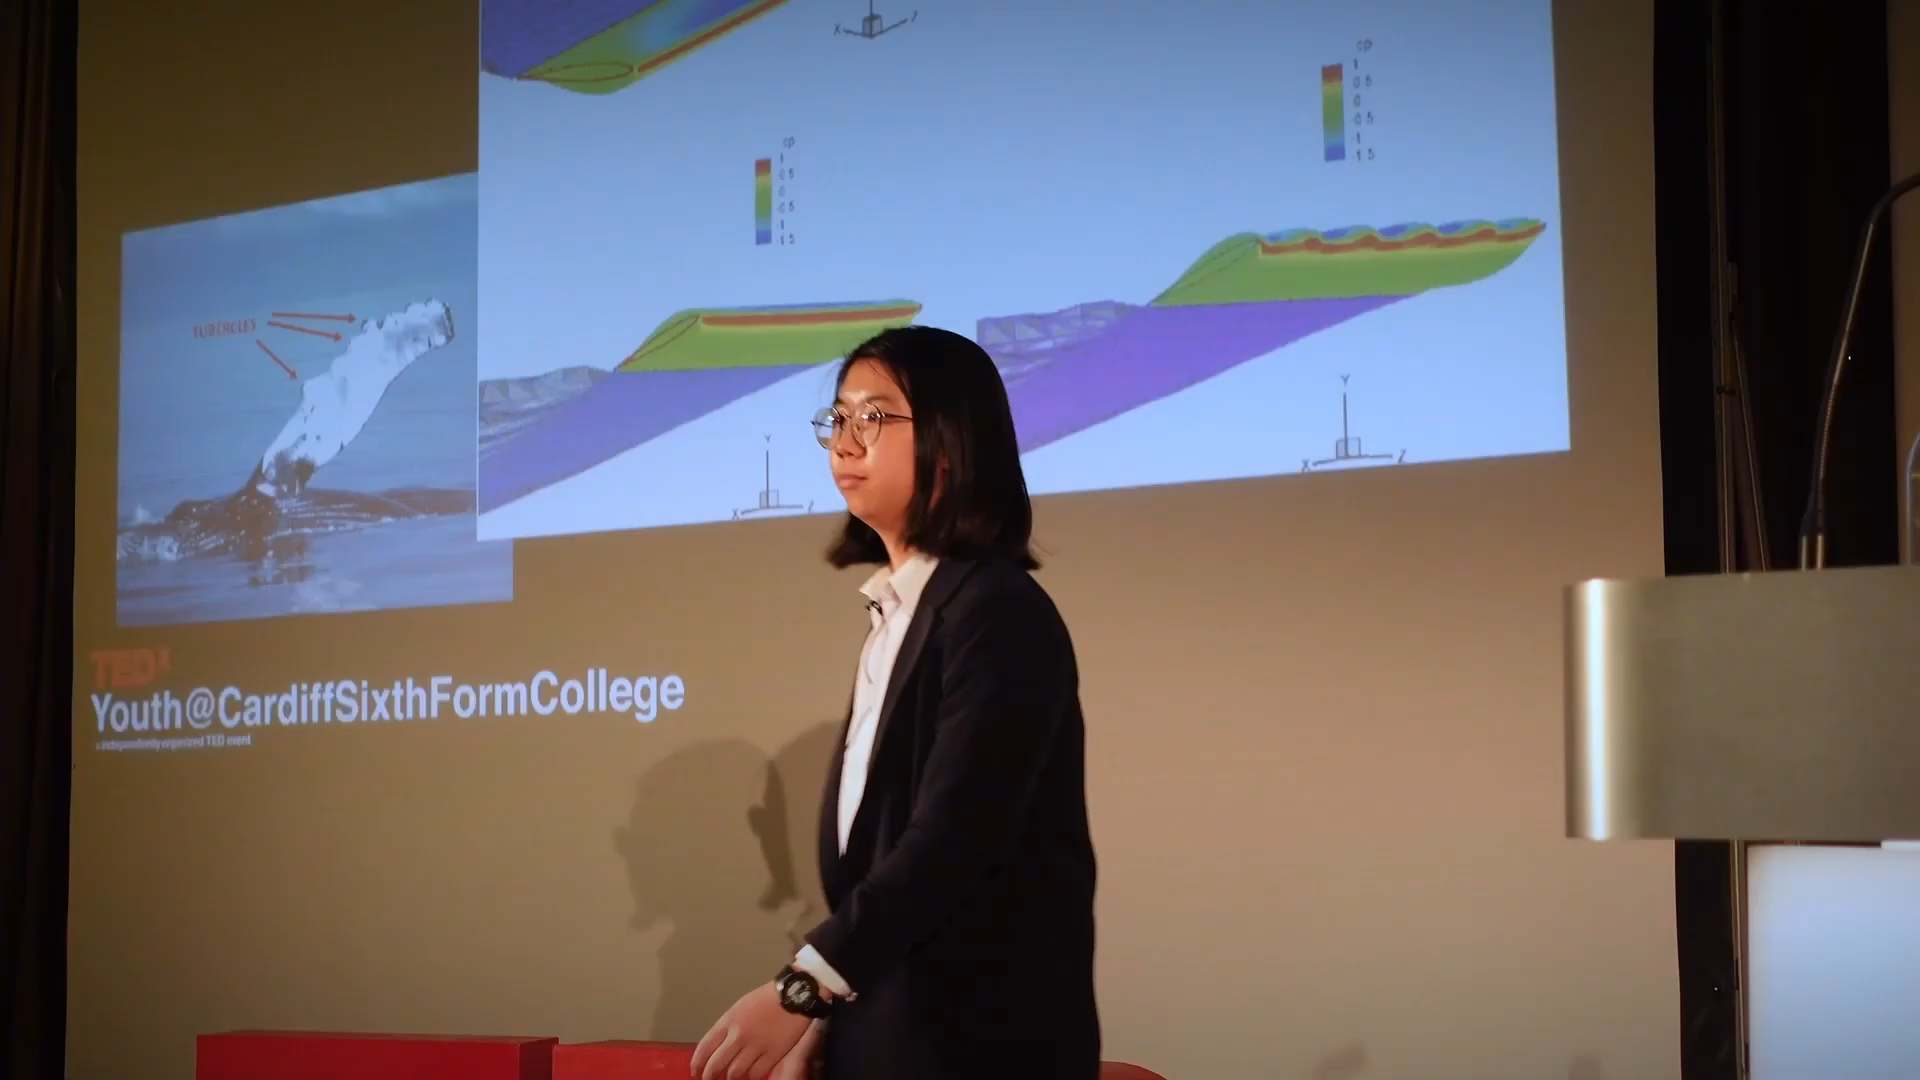 X Z
cp
1
0.5
0
-0.5
-1
-1.5
cp
1
0.5
0
-0.5
-1
-1.5
TUBERCLES
Y
X Z
Y
X Z
TEDx
Youth@CardiffSixthFormCollege
x = independently organized TED event